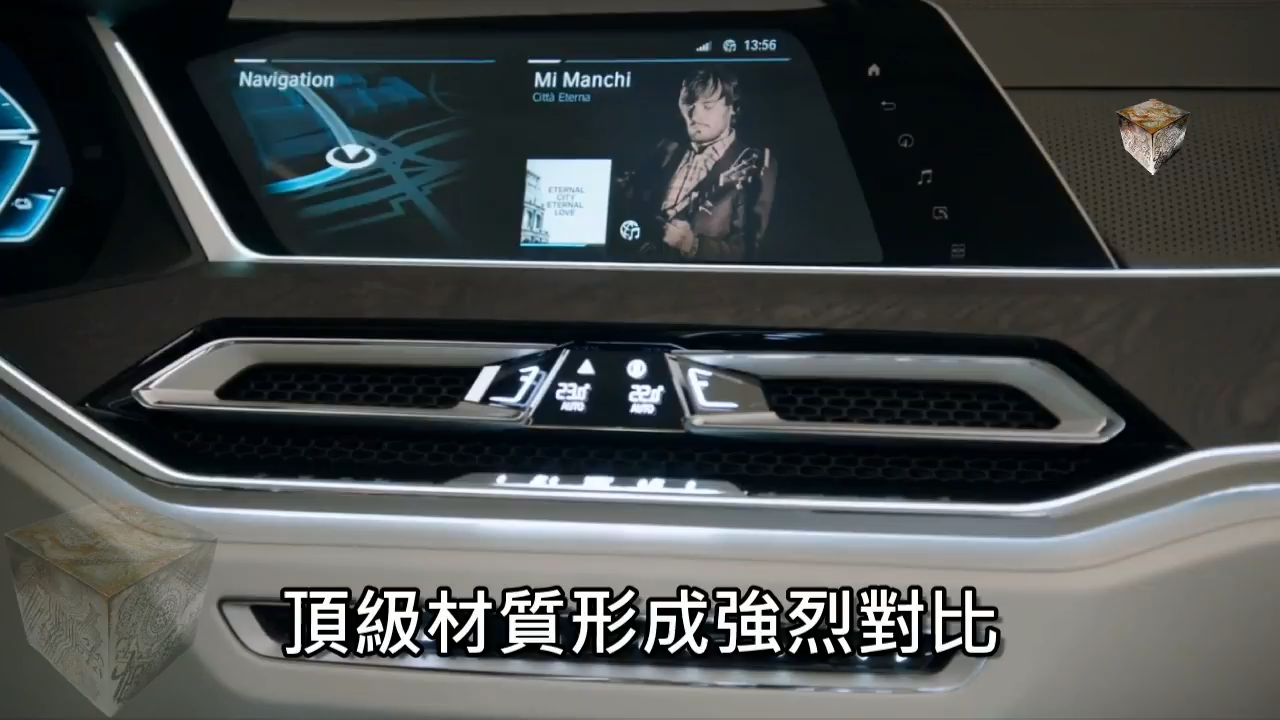 13:56
Navigation
Mi Manchi
Città Eterna
ETERNAL
CITY
ETERNAL
LOVE
23.0°
AUTO
22.0°
AUTO
頂級材質形成強烈對比